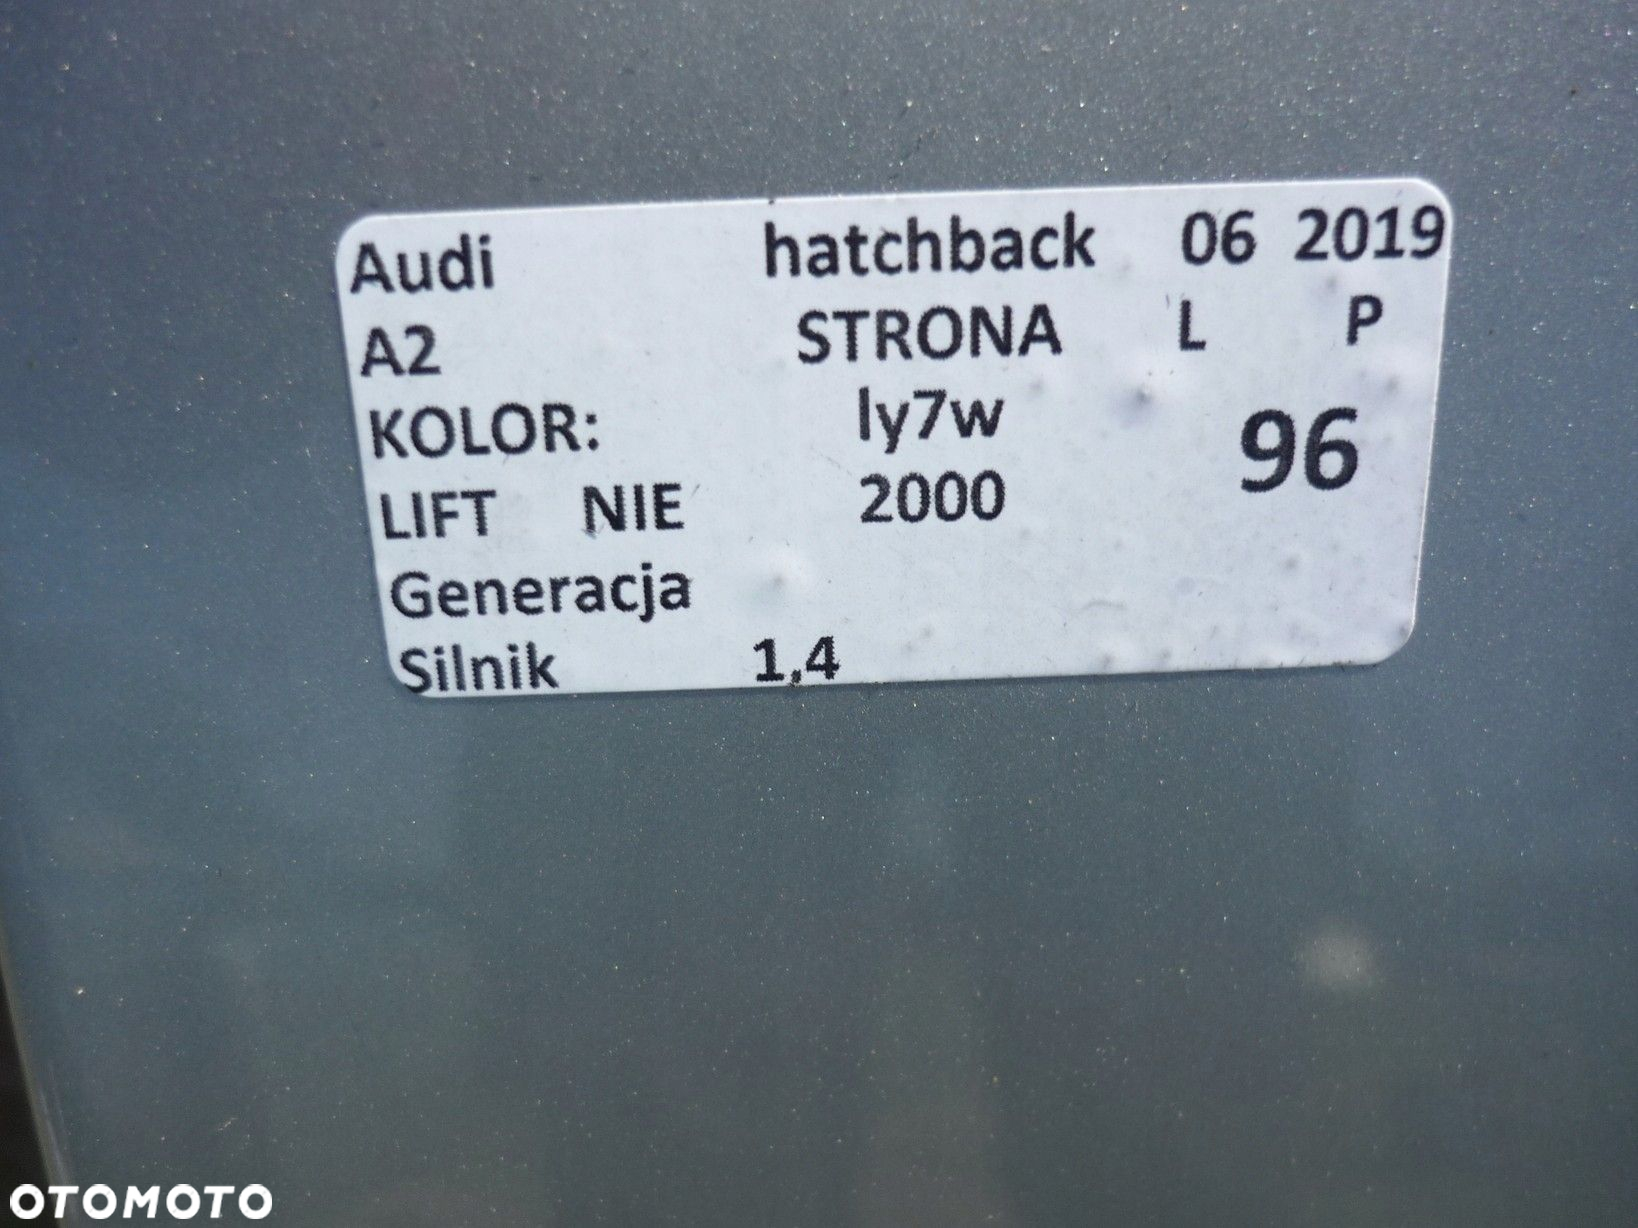 Audi hatchback 06 2019
A2 STRONA L P
KOLOR: ly7w 96
LIFT NIE 2000
Generacja
Silnik 1,4
OTOMOTO